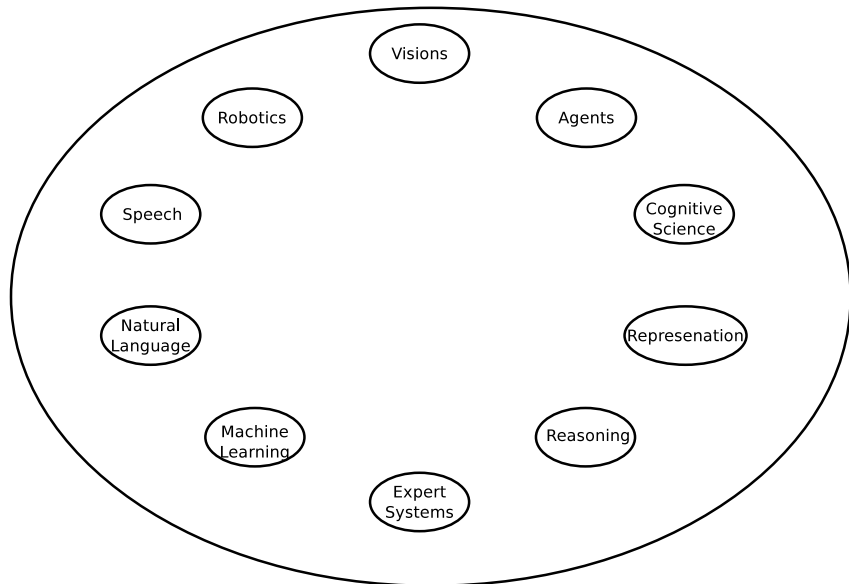 Visions
Robotics
Agents
Speech
Cognitive
Science
Natural
Language
Represenation
Machine
Learning
Reasoning
Expert
Systems